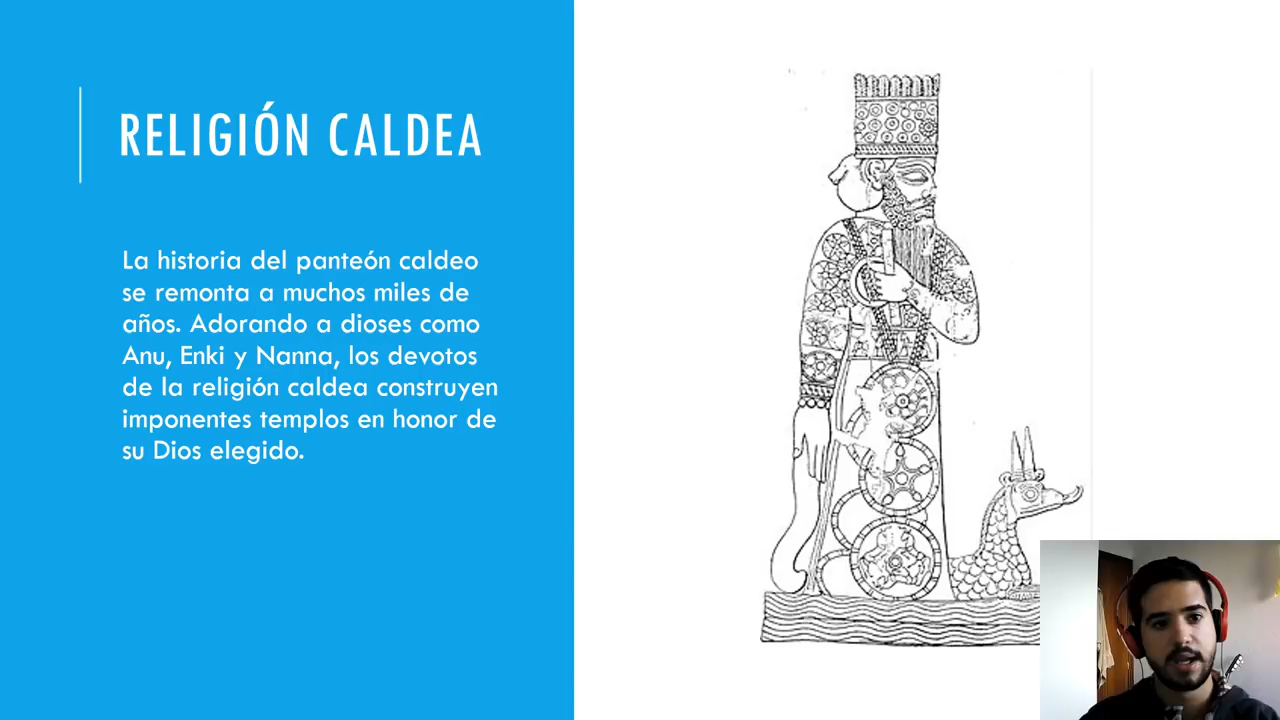 RELIGIÓN CALDEA
La historia del panteón caldeo
se remonta a muchos miles de
años. Adorando a dioses como
Anu, Enki y Nanna, los devotos
de la religión caldea construyen
imponentes templos en honor de
su Dios elegido.